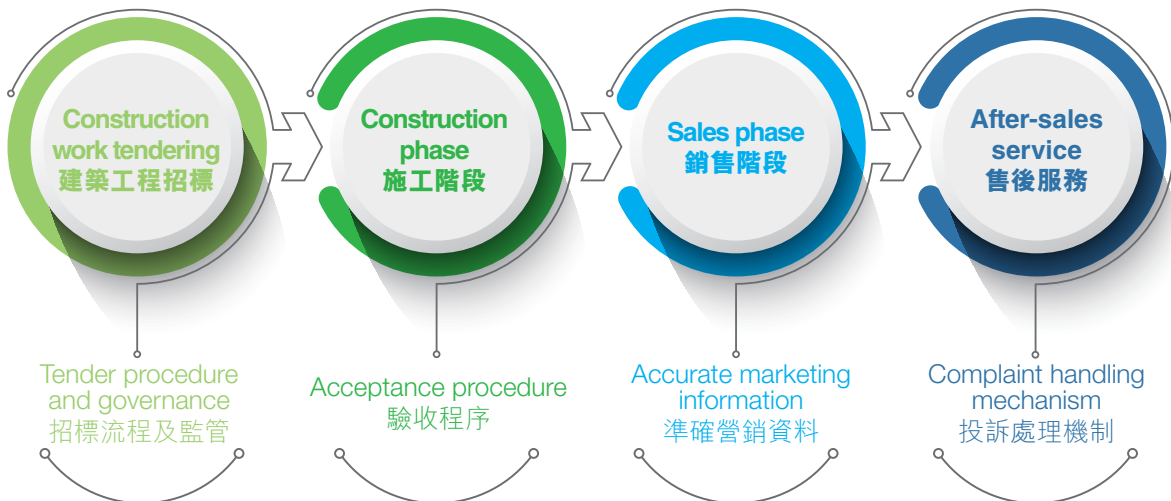 Construction
work tendering
建築工程招標
Construction
phase
施工階段
Sales phase
銷售階段
After-sales
service
售後服務
Tender procedure
and governance
招標流程及監管
Acceptance procedure
驗收程序
Accurate marketing
information
準確營銷資料
Complaint handling
mechanism
投訴處理機制